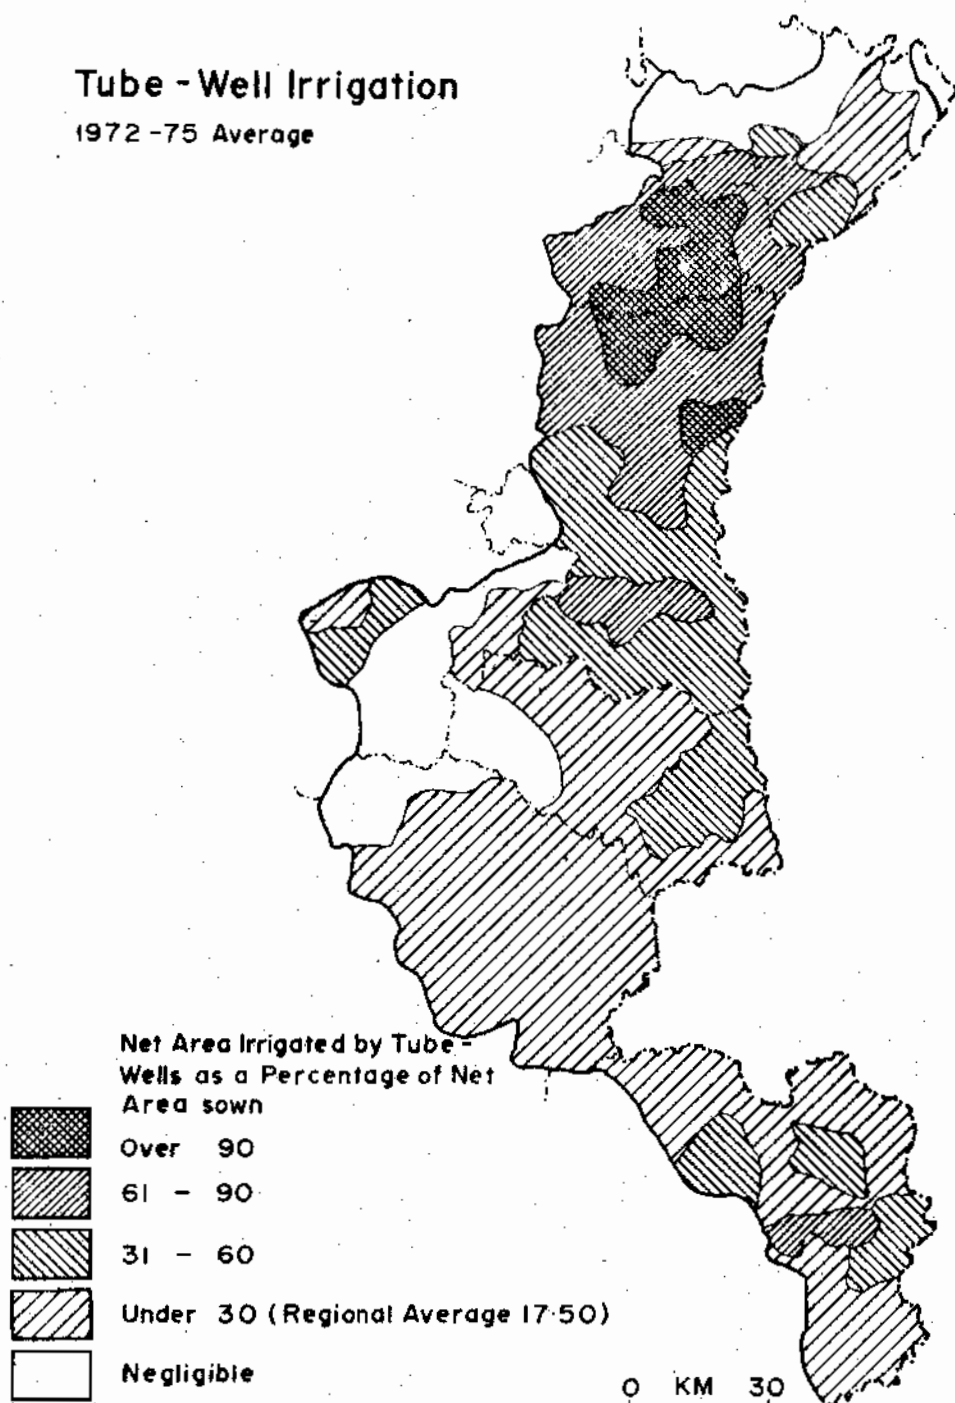 Tube - Well Irrigation
1972 -75 Average
Net Area Irrigated by Tube -
Wells as a Percentage of Net
Area sown
Over 90
61 - 90
31 - 60
Under 30 (Regional Average 17·50)
Negligible
0 KM 30